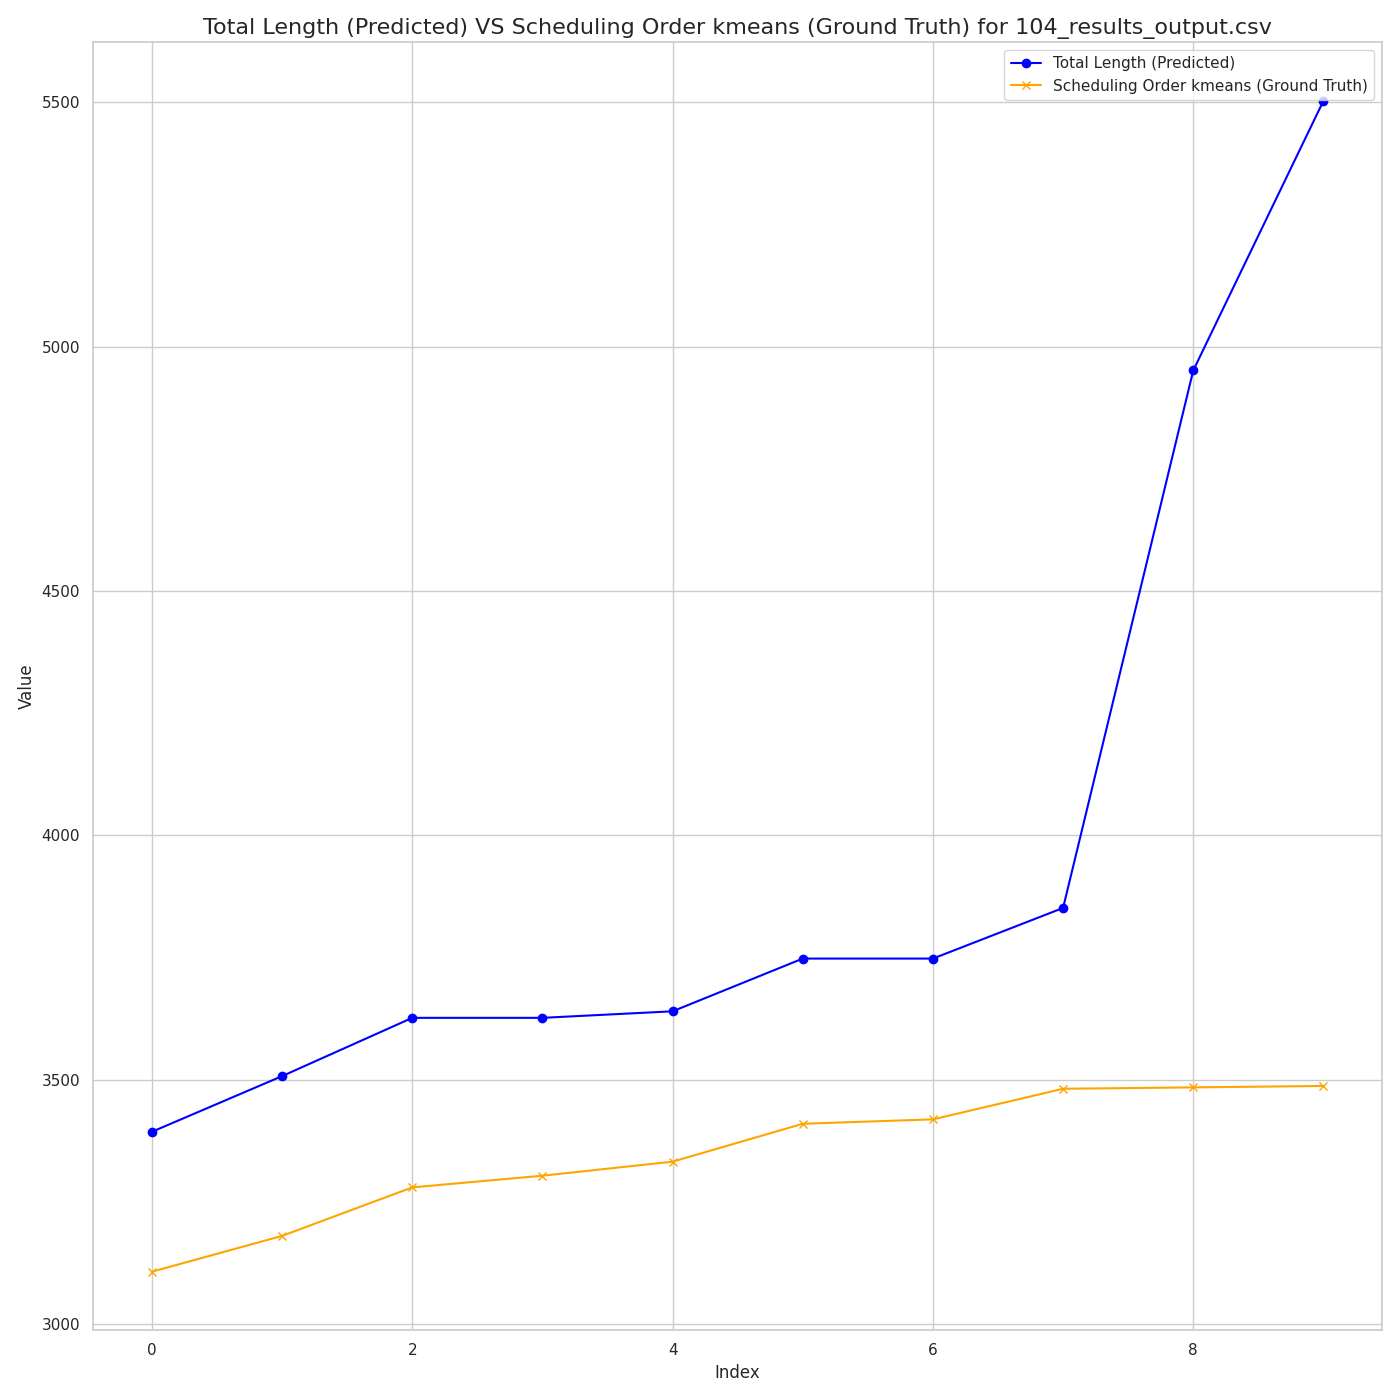 Total Length (Predicted) VS Scheduling Order kmeans (Ground Truth) for 104_results_output.csv
Total Length (Predicted)
Scheduling Order kmeans (Ground Truth)
5500
5000
4500
4000
3500
3000
Value
0 2 4 6 8
Index